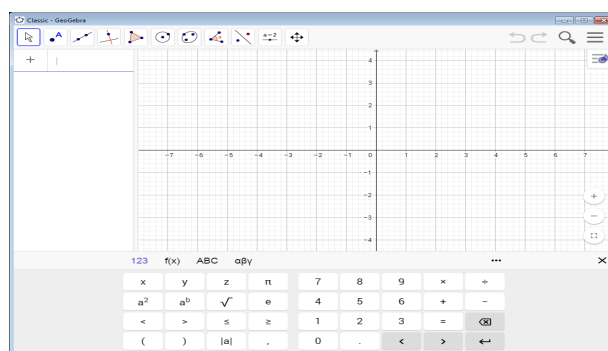 Classic - GeoGebra
A
a=2
+
4
3
2
1
-7 -6 -5 -4 -3 -2 -1 0 1 2 3 4 5 6 7
-1
-2
-3
-4
+
−
123 f(x) ABC αβγ ...
x y z π 7 8 9 × ÷
a² aᵇ √ e 4 5 6 + −
< > ≤ ≥ 1 2 3 =
( ) |a| , 0 . < >